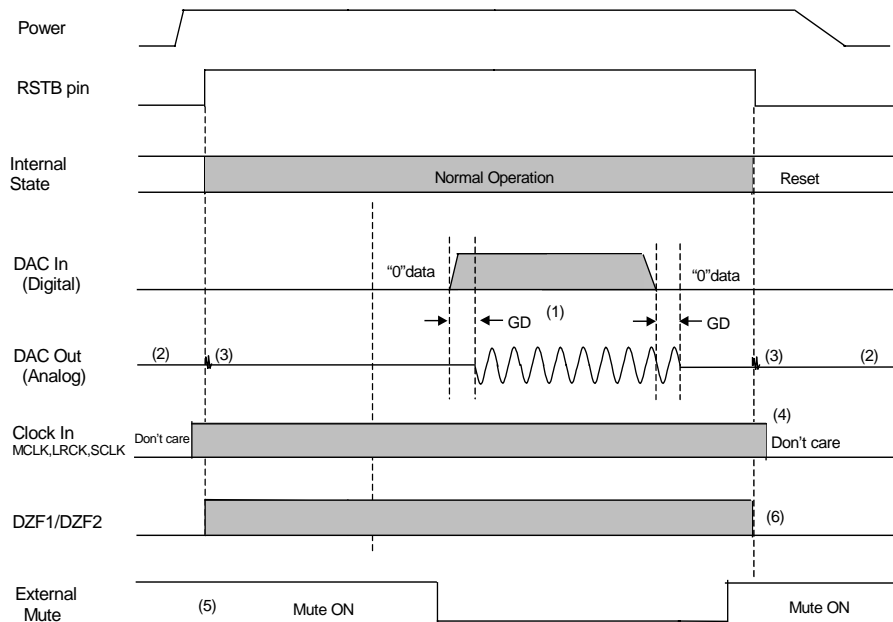 Power
RSTB pin
Internal
State
Normal Operation
Reset
DAC In
(Digital)
“0”data
“0”data
GD
(1)
GD
DAC Out
(Analog)
(2)
(3)
(3)
(2)
Clock In
MCLK,LRCK,SCLK
Don’t care
(4)
Don’t care
DZF1/DZF2
(6)
External
Mute
(5)
Mute ON
Mute ON